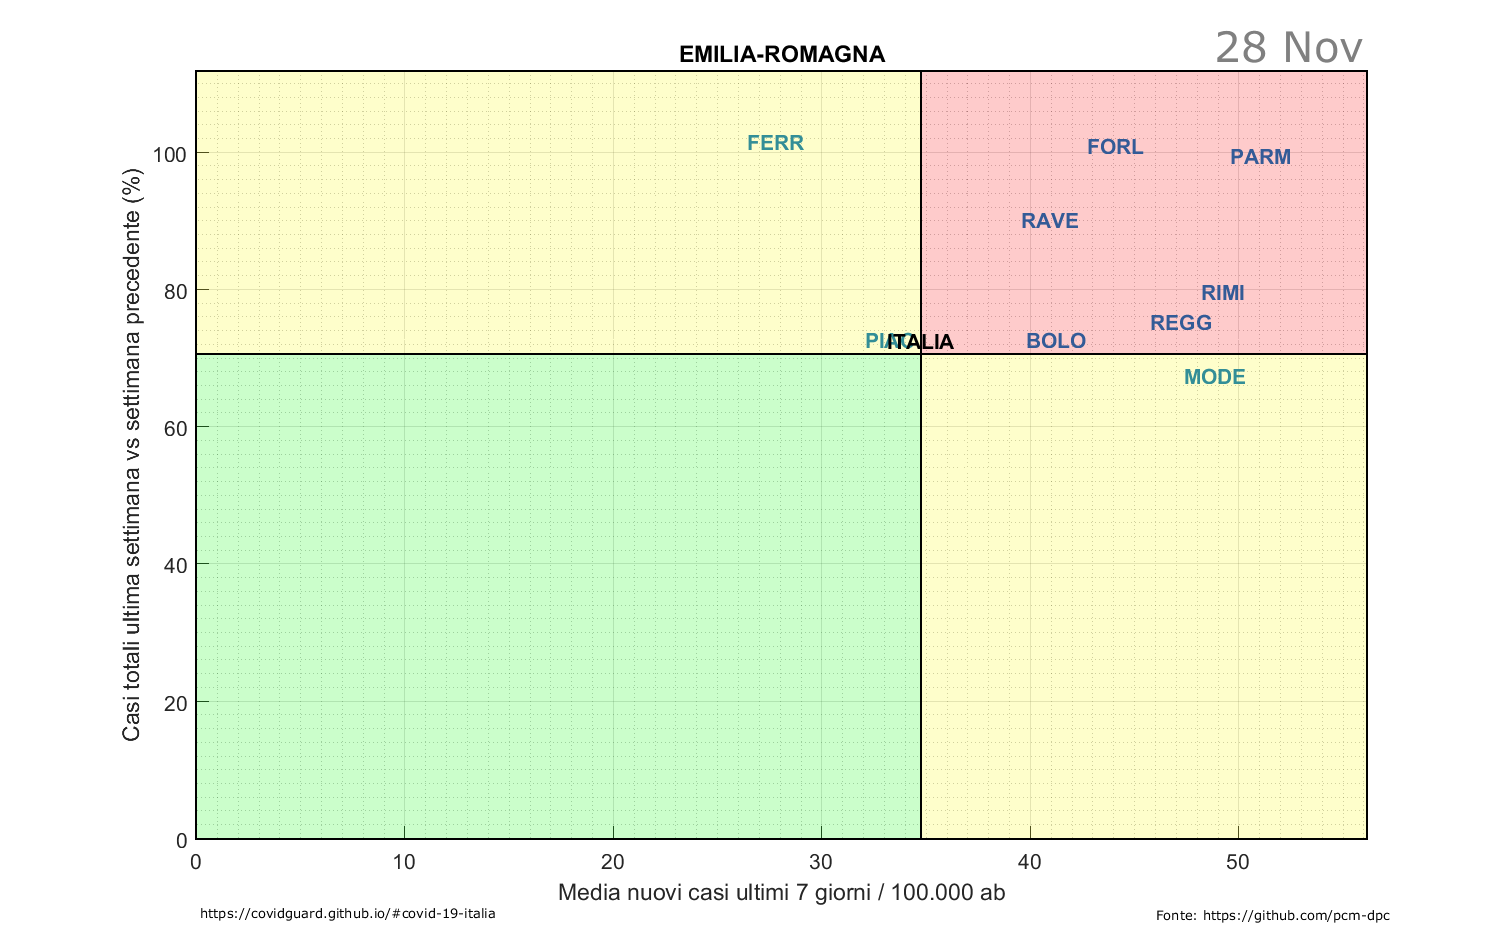 28 Nov
EMILIA-ROMAGNA
Casi totali ultima settimana vs settimana precedente (%)
100
80
60
40
20
0
FERR
FORL
PARM
RAVE
RIMI
REGG
PIAC
ITALIA
BOLO
MODE
0 10 20 30 40 50
Media nuovi casi ultimi 7 giorni / 100.000 ab
https://covidguard.github.io/#covid-19-italia
Fonte: https://github.com/pcm-dpc